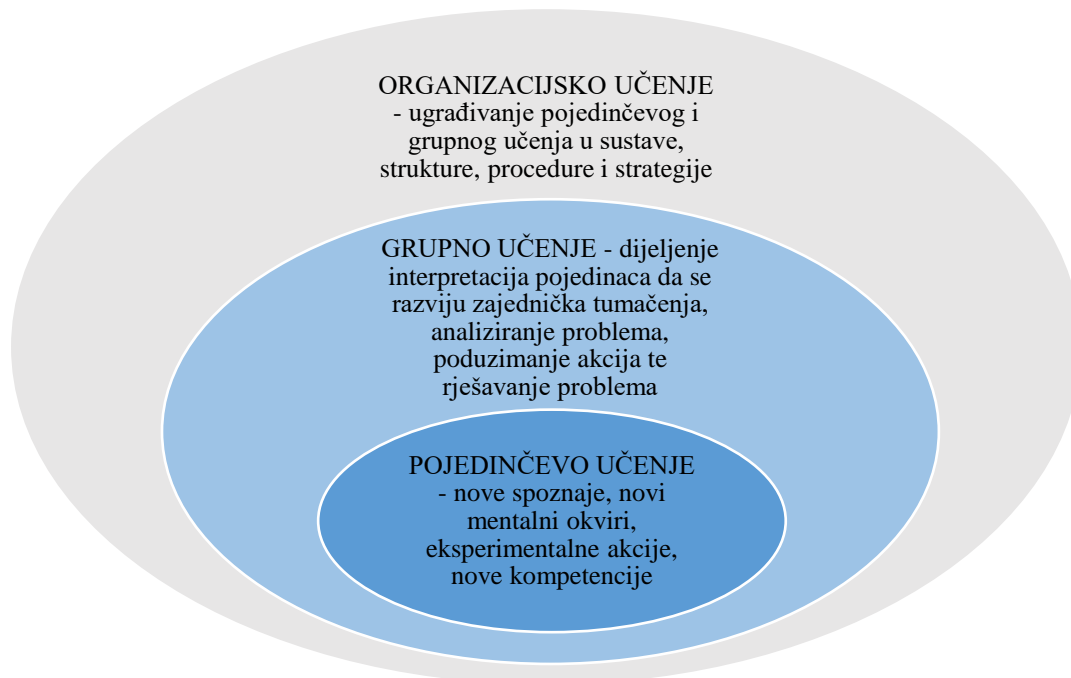 ORGANIZACIJSKO UČENJE
- ugrađivanje pojedinčevog i
grupnog učenja u sustave,
strukture, procedure i strategije
GRUPNO UČENJE - dijeljenje
interpretacija pojedinaca da se
razviju zajednička tumačenja,
analiziranje problema,
poduzimanje akcija te
rješavanje problema
POJEDINČEVO UČENJE
- nove spoznaje, novi
mentalni okviri,
eksperimentalne akcije,
nove kompetencije